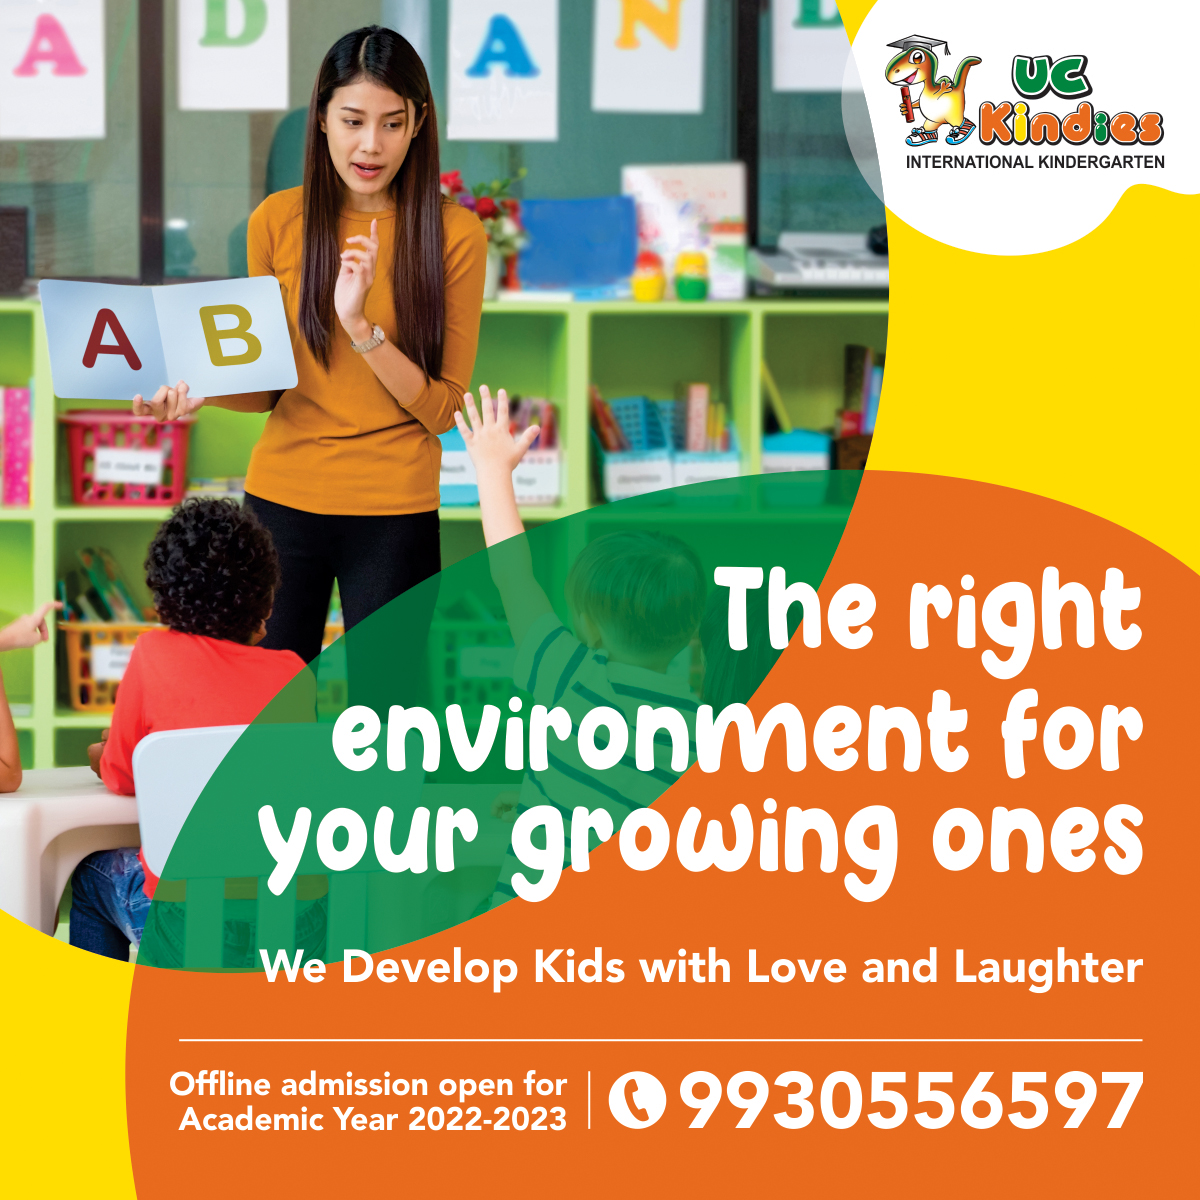 A D A N D
A B
UC
Kindies
INTERNATIONAL KINDERGARTEN
The right
environment for
your growing ones
We Develop Kids with Love and Laughter
Offline admission open for
Academic Year 2022-2023
9930556597